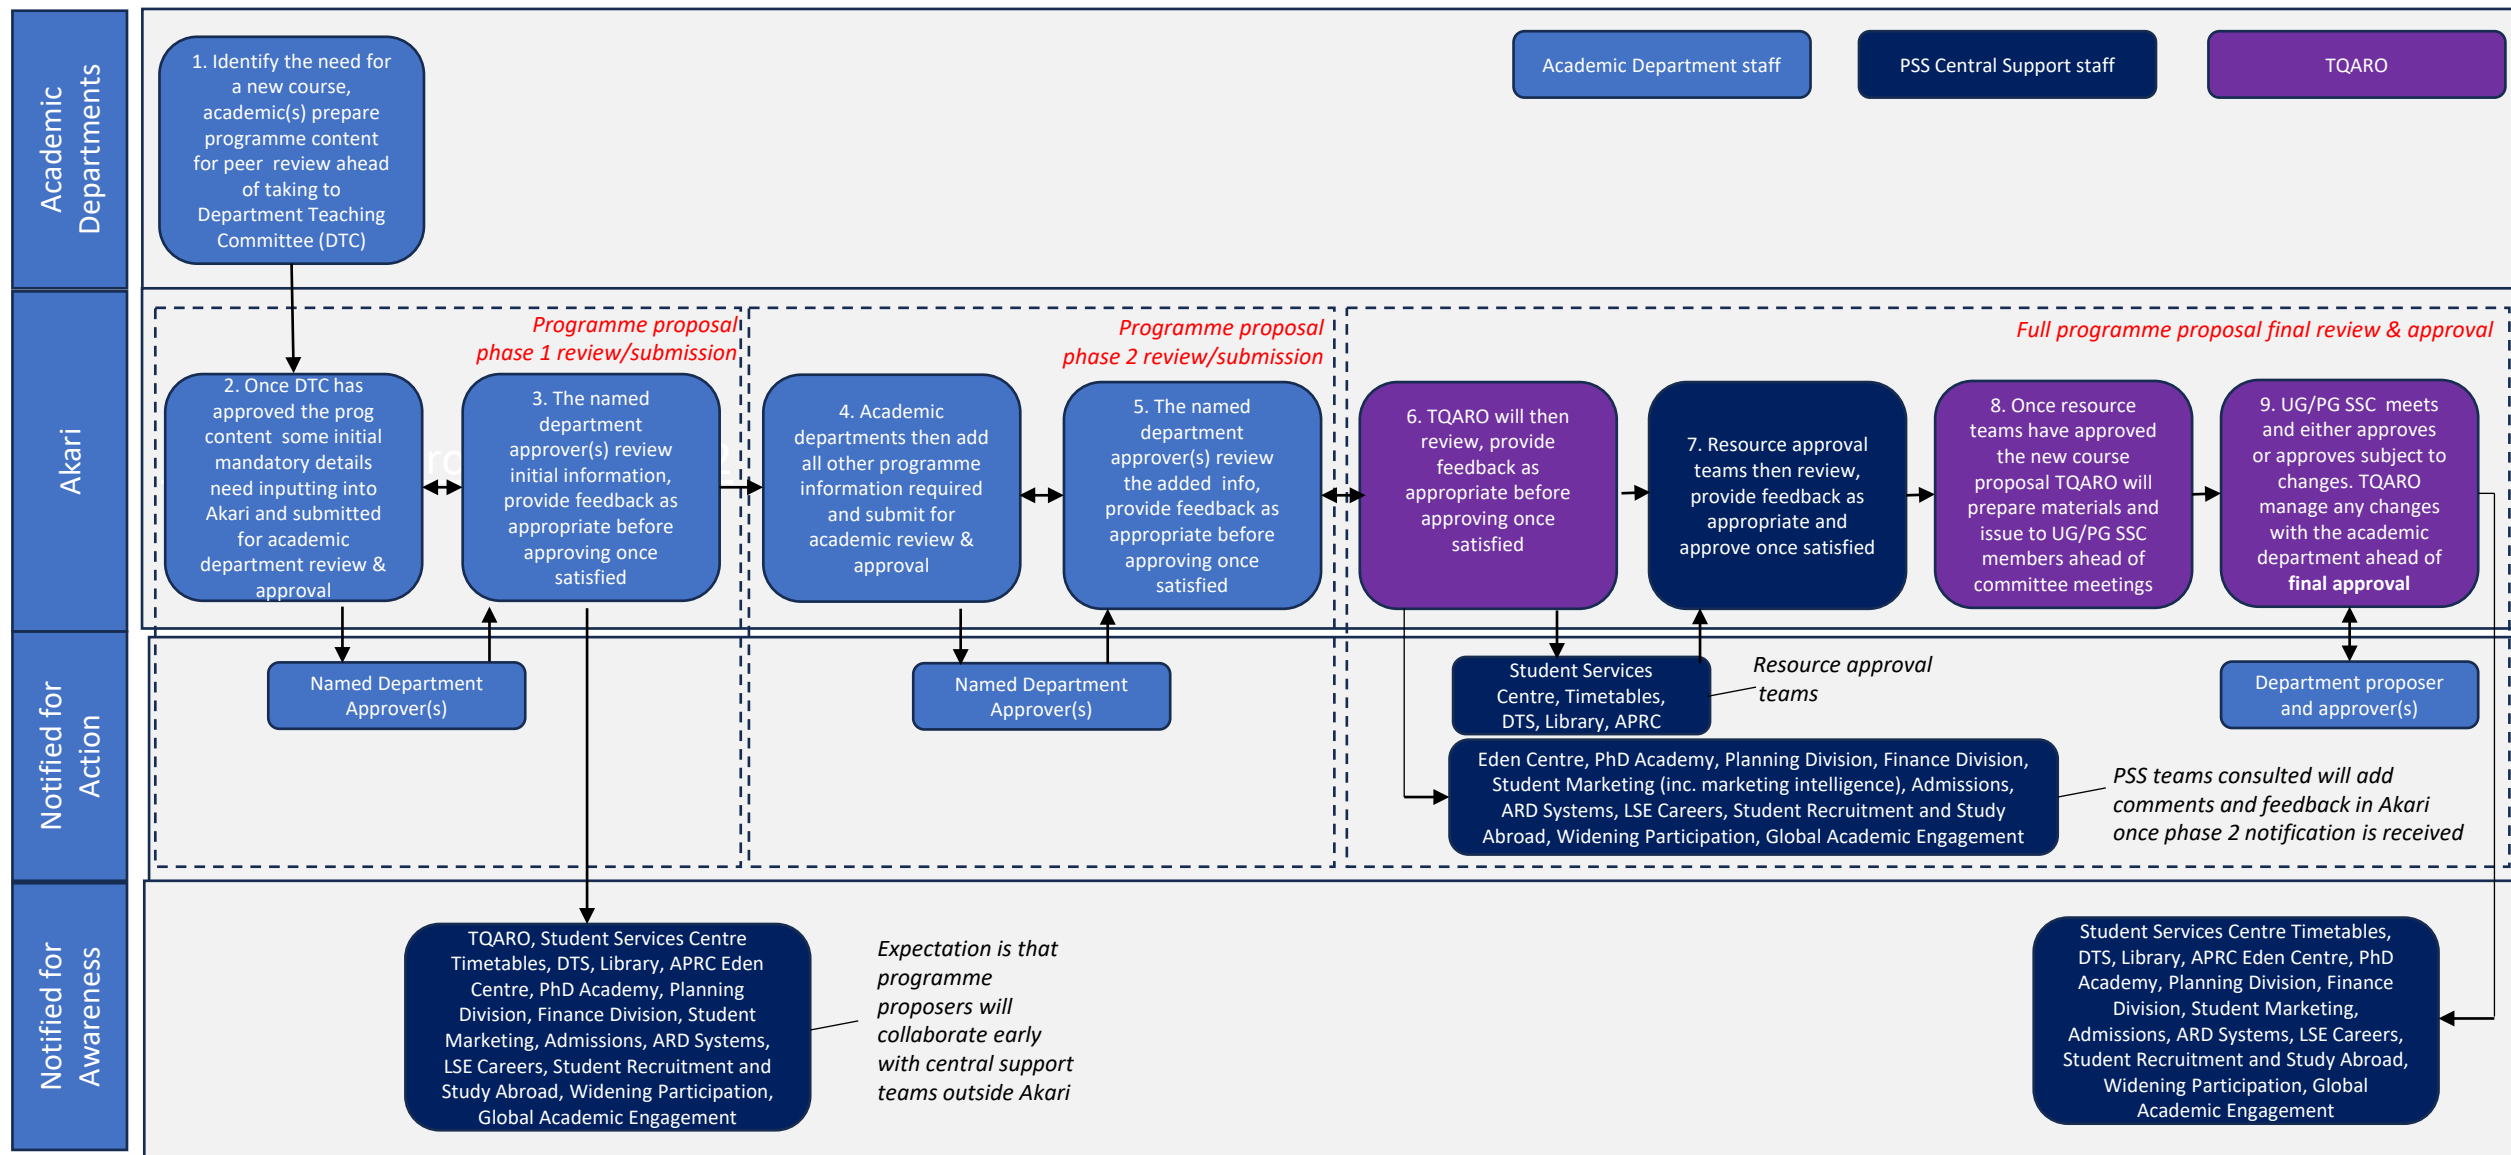 Academic
Departments
1. Identify the need for
a new course,
academic(s) prepare
programme content
for peer review ahead
of taking to
Department Teaching
Committee (DTC)
Academic Department staff
PSS Central Support staff
TQARO
Akari
Programme proposal
phase 1 review/submission
Programme proposal
phase 2 review/submission
Full programme proposal final review & approval
2. Once DTC has
approved the prog
content some initial
mandatory details
need inputting into
Akari and submitted
for academic
department review &
approval
3. The named
department
approver(s) review
initial information,
provide feedback as
appropriate before
approving once
satisfied
4. Academic
departments then add
all other programme
information required
and submit for
academic review &
approval
5. The named
department
approver(s) review
the added info,
provide feedback as
appropriate before
approving once
satisfied
6. TQARO will then
review, provide
feedback as
appropriate before
approving once
satisfied
7. Resource approval
teams then review,
provide feedback as
appropriate and
approve once satisfied
8. Once resource
teams have approved
the new course
proposal TQARO will
prepare materials and
issue to UG/PG SSC
members ahead of
committee meetings
9. UG/PG SSC meets
and either approves
or approves subject to
changes. TQARO
manage any changes
with the academic
department ahead of
final approval
Notified for
Action
Named Department
Approver(s)
Named Department
Approver(s)
Student Services
Centre, Timetables,
DTS, Library, APRC
Resource approval
teams
Department proposer
and approver(s)
Eden Centre, PhD Academy, Planning Division, Finance Division,
Student Marketing (inc. marketing intelligence), Admissions,
ARD Systems, LSE Careers, Student Recruitment and Study
Abroad, Widening Participation, Global Academic Engagement
PSS teams consulted will add
comments and feedback in Akari
once phase 2 notification is received
Notified for
Awareness
TQARO, Student Services Centre
Timetables, DTS, Library, APRC Eden
Centre, PhD Academy, Planning
Division, Finance Division, Student
Marketing, Admissions, ARD Systems,
LSE Careers, Student Recruitment and
Study Abroad, Widening Participation,
Global Academic Engagement
Expectation is that
programme
proposers will
collaborate early
with central support
teams outside Akari
Student Services Centre Timetables,
DTS, Library, APRC Eden Centre, PhD
Academy, Planning Division, Finance
Division, Student Marketing,
Admissions, ARD Systems, LSE Careers,
Student Recruitment and Study Abroad,
Widening Participation, Global
Academic Engagement